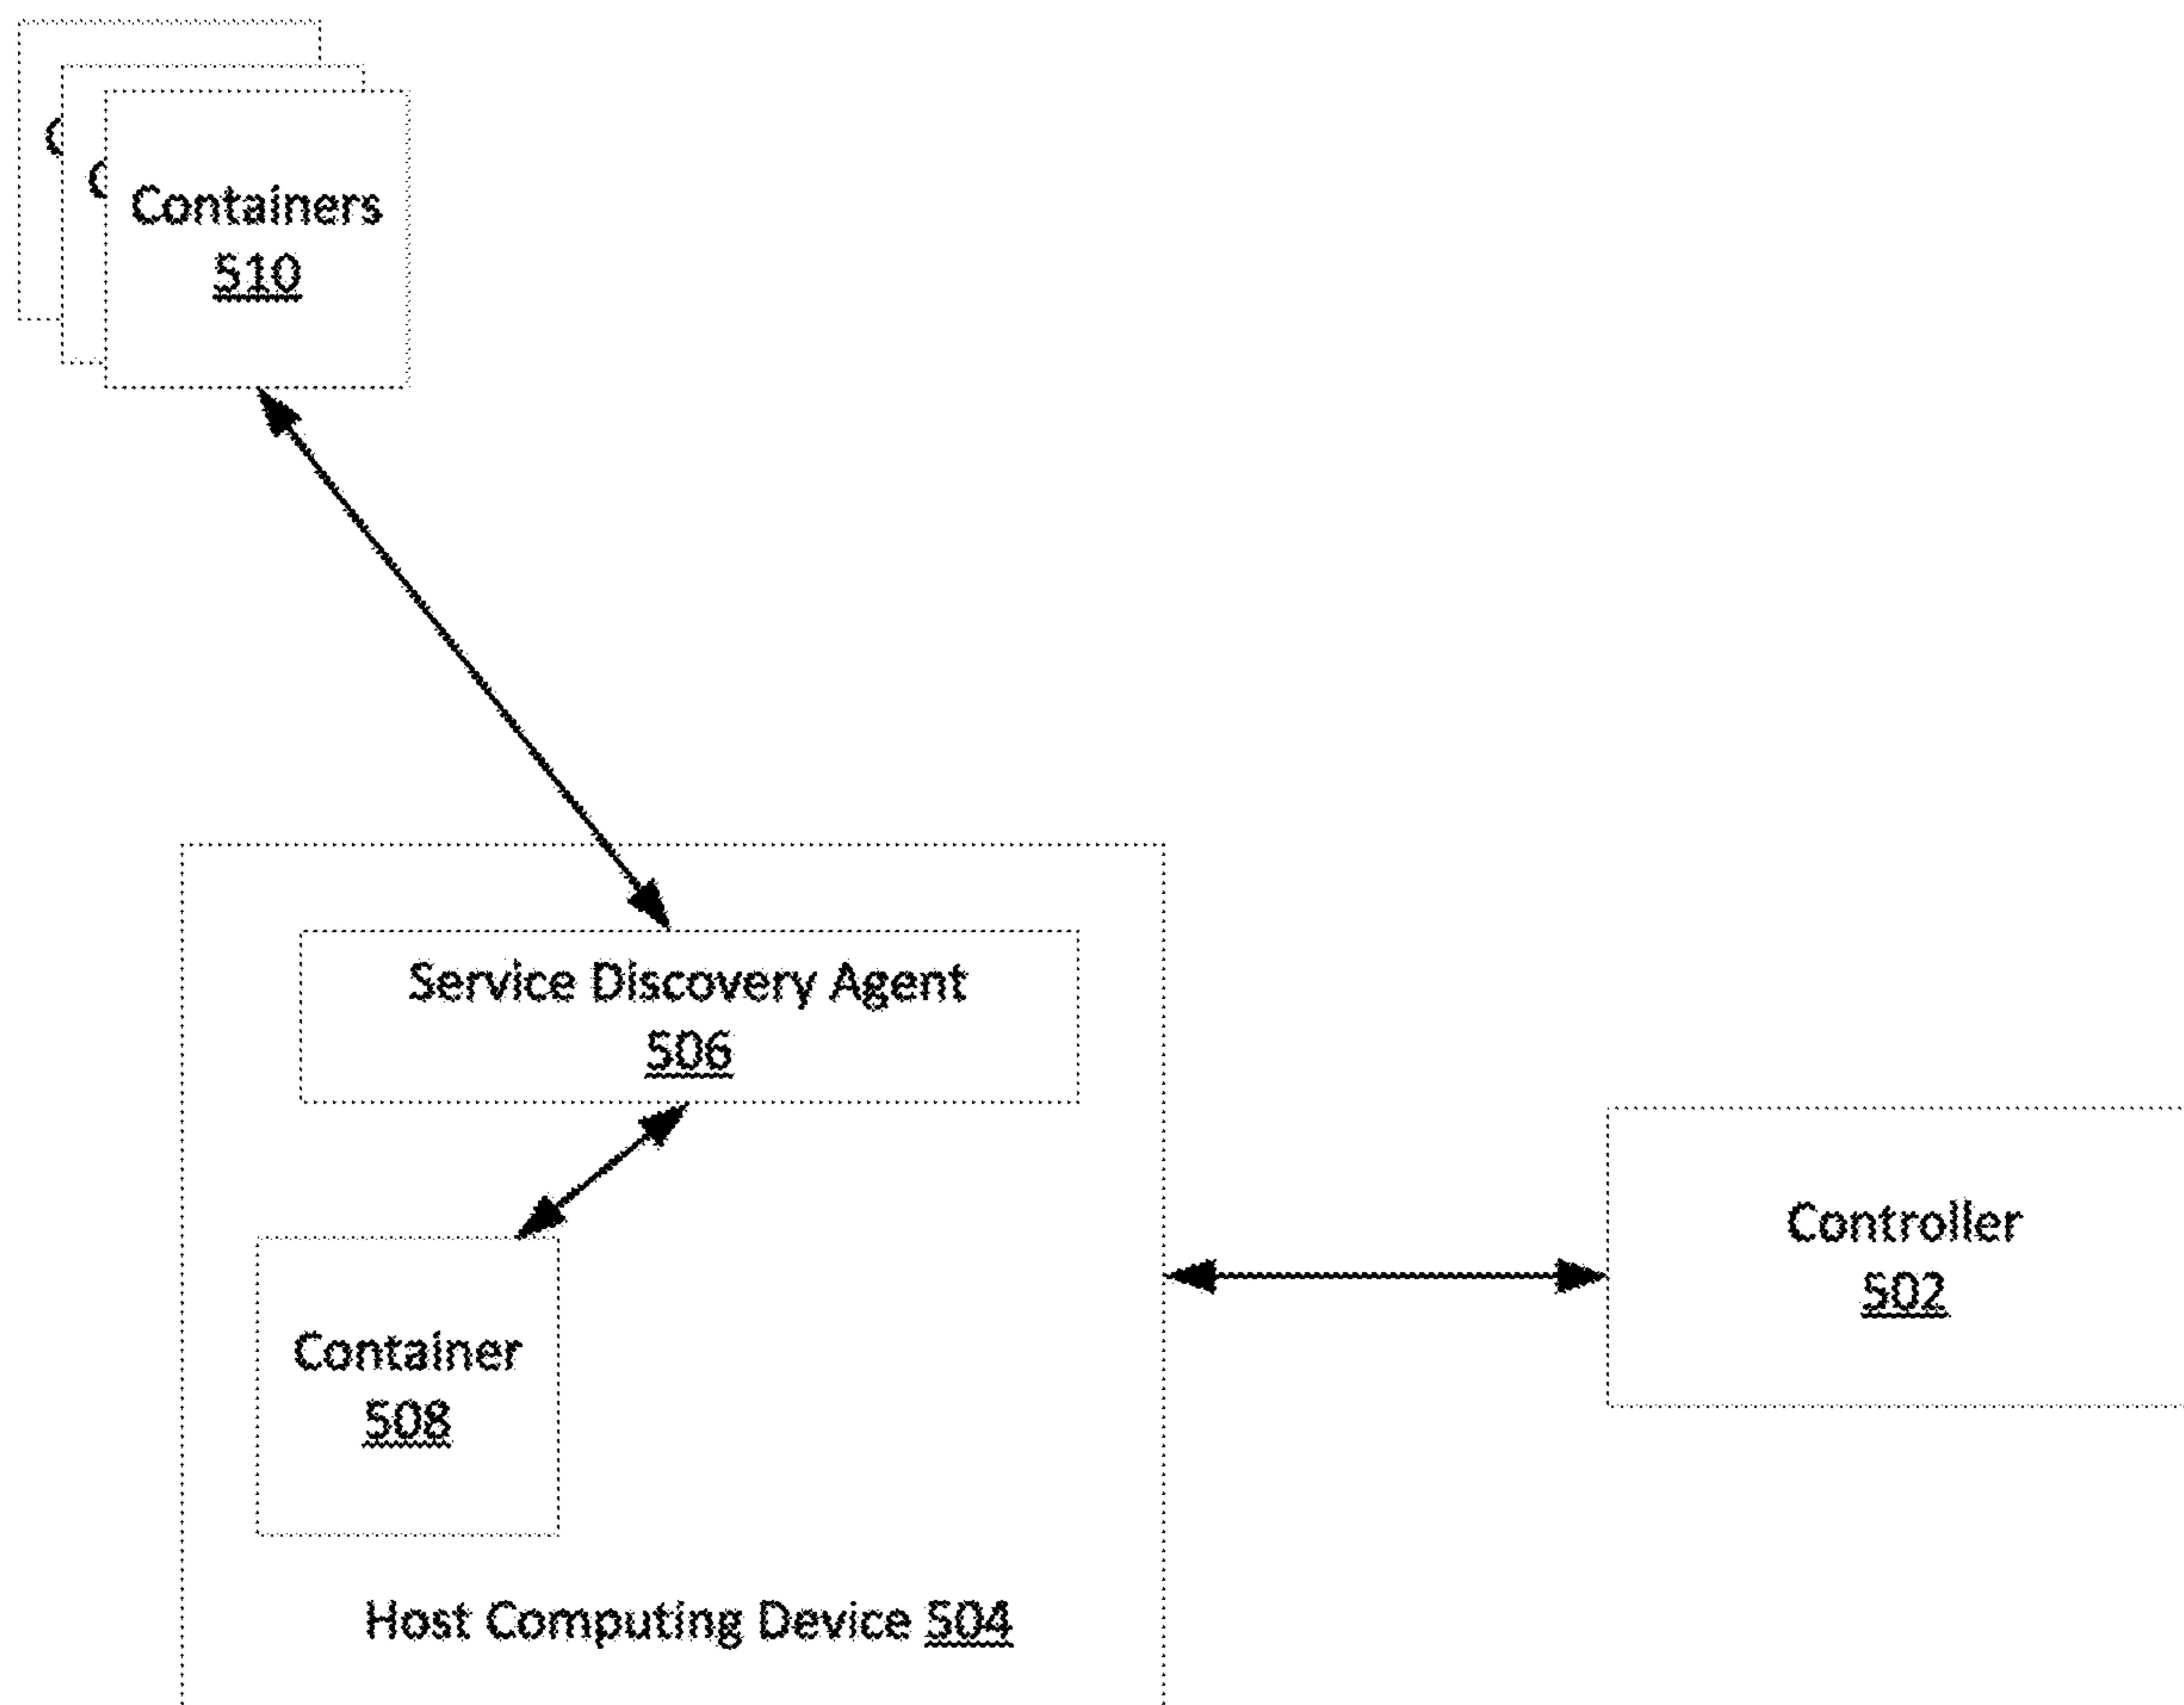 Containers
510
Service Discovery Agent
506
Controller
502
Container
508
Host Computing Device 504